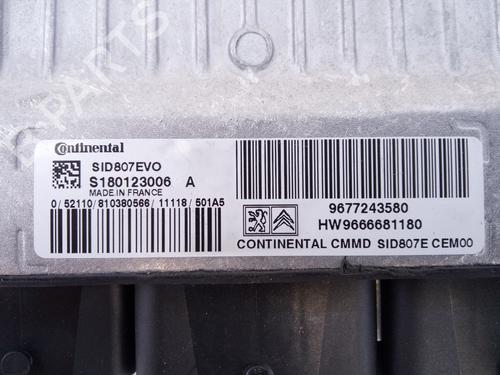 Continental
SID807EVO
S180123006 A
MADE IN FRANCE
0/52110/810380566/11118/501A5
9677243580
HW9666681180
CONTINENTAL CMMD SID807E CEM00